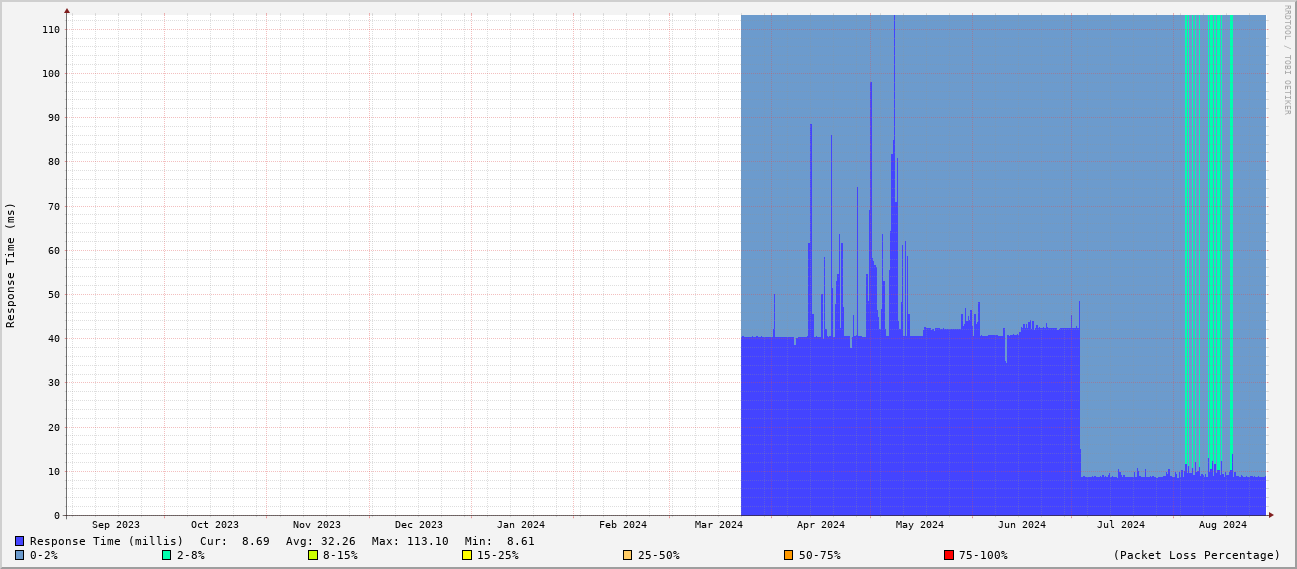 RRDTOOL / TOBI OETIKER
Response Time (ms)
110
100
90
80
70
60
50
40
30
20
10
0
Sep 2023 Oct 2023 Nov 2023 Dec 2023 Jan 2024 Feb 2024 Mar 2024 Apr 2024 May 2024 Jun 2024 Jul 2024 Aug 2024
Response Time (millis) Cur: 8.69 Avg: 32.26 Max: 113.10 Min: 8.61
0-2% 2-8% 8-15% 15-25% 25-50% 50-75% 75-100% (Packet Loss Percentage)